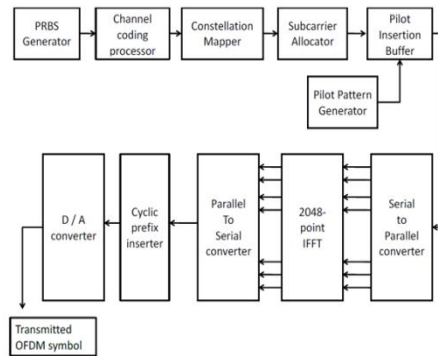 PRBS
Generator
Channel
coding
processor
Constellation
Mapper
Subcarrier
Allocator
Pilot
Insertion
Buffer
Pilot Pattern
Generator
D / A
converter
Cyclic
prefix
inserter
Parallel
To
Serial
converter
2048-
point
IFFT
Serial
to
Parallel
converter
Transmitted
OFDM symbol